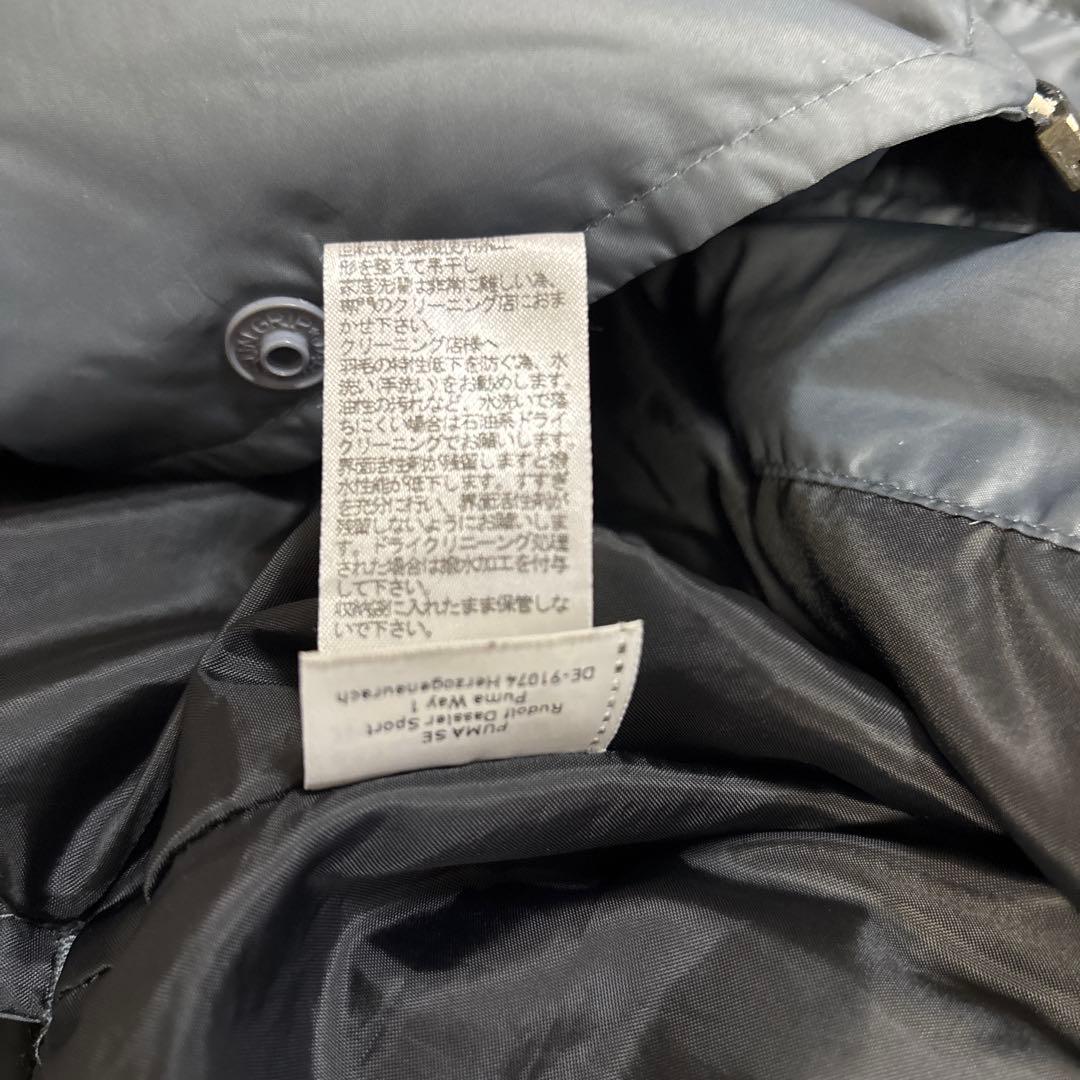 形を整えて吊干し
本産洗濯は非常に難しい為、
専門のクリーニング店におま
かせ下さい。
クリーニング店様へ
羽毛の特性低下を防ぐ為、水
洗い(手洗い)をお勧めします。
油性の汚れなど、水洗いで落
ちにくい場合は石油系ドライ
クリーニングでお願いします。
界面活性剤が残留しますと撥
水性能が低下します。すすぎ
を充分に行い、界面活性剤が
残留しないようにお願いしま
す。ドライクリーニング処理
された場合は撥水加工を付与
して下さい。
収納袋に入れたまま保管しな
いで下さい。
PUMA SE
Rudolf Dassler Sport
Puma Way 1
DE-91074 Herzogenaurach
UNGRIP